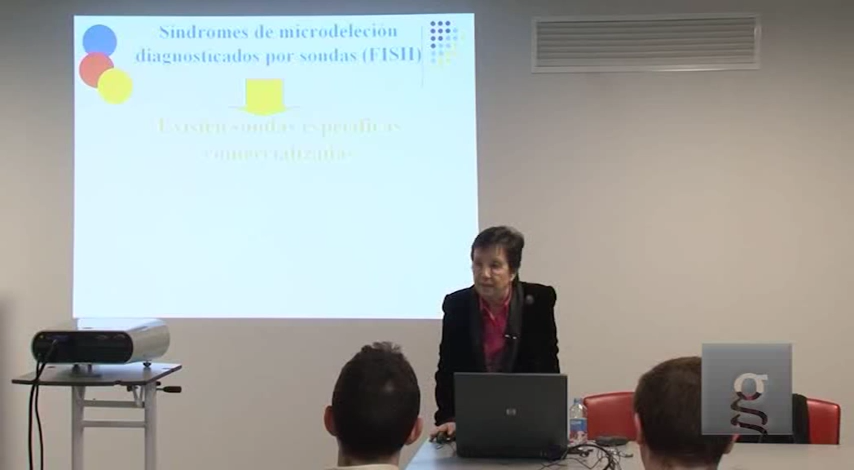 Síndromes de microdeleción
diagnosticados por sondas (FISH)
Existen sondas específicas
comercializadas
g